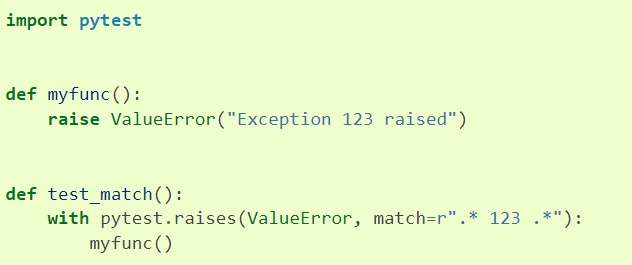 import pytest
def myfunc():
    raise ValueError("Exception 123 raised")
def test_match():
    with pytest.raises(ValueError, match=r".* 123 .*"):
        myfunc()